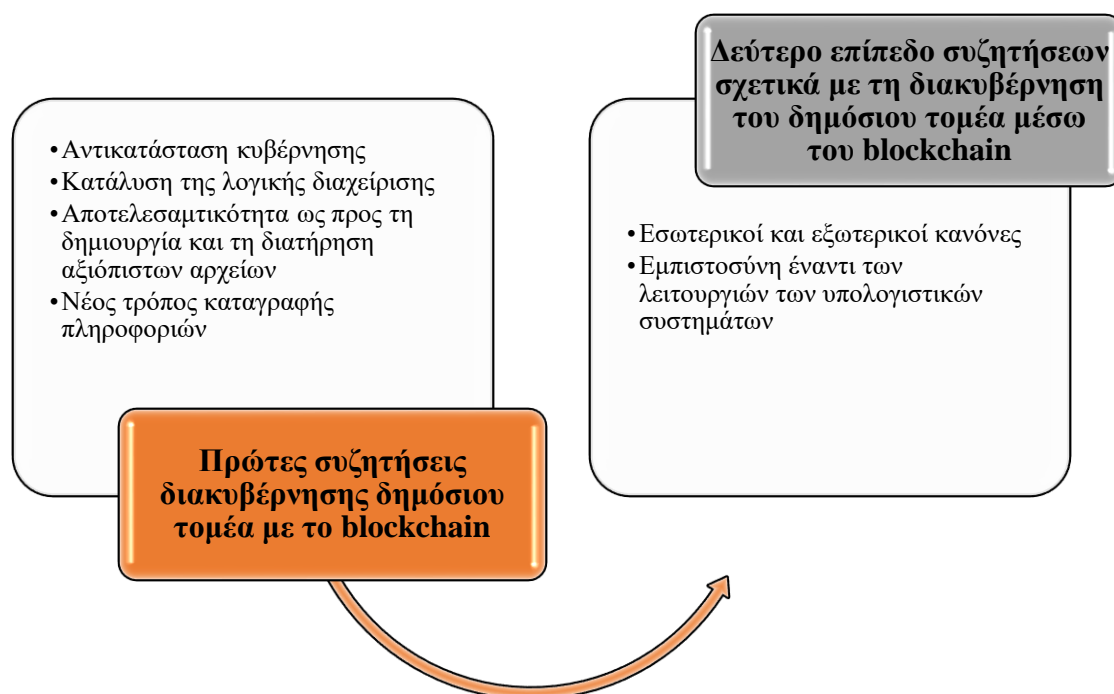 •Αντικατάσταση κυβέρνησης
•Κατάλυση της λογικής διαχείρισης
•Αποτελεσαμτικότητα ως προς τη
δημιουργία και τη διατήρηση
αξιόπιστων αρχείων
•Νέος τρόπος καταγραφής
πληροφοριών
Πρώτες συζητήσεις
διακυβέρνησης δημόσιου
τομέα με το blockchain
Δεύτερο επίπεδο συζητήσεων
σχετικά με τη διακυβέρνηση
του δημόσιου τομέα μέσω
του blockchain
•Εσωτερικοί και εξωτερικοί κανόνες
•Εμπιστοσύνη έναντι των
λειτουργιών των υπολογιστικών
συστημάτων